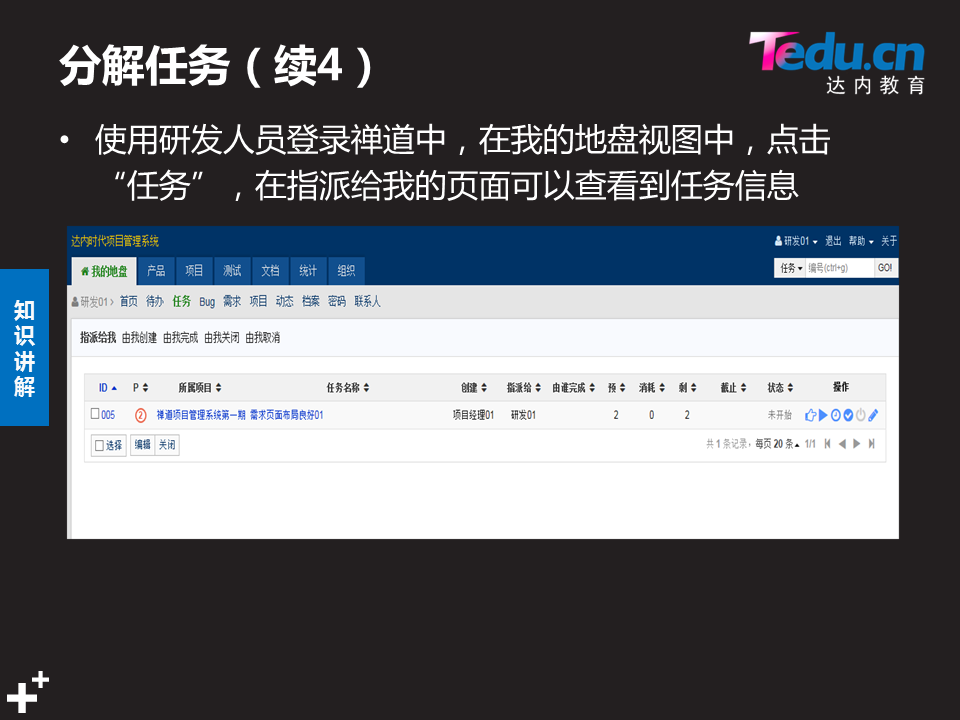 分解任务（续4）
Tedu.cn
达内教育
• 使用研发人员登录禅道中，在我的地盘视图中，点击
“任务”，在指派给我的页面可以查看到任务信息
知识讲解
达内时代项目管理系统
研发01 退出 帮助 关于
我的地盘 产品 项目 测试 文档 统计 组织
任务 编号(ctrl+g) GO!
研发01 首页 待办 任务 Bug 需求 项目 动态 档案 密码 联系人
指派给我 由我创建 由我完成 由我关闭 由我取消
ID P 所属项目 任务名称 创建 指派给 由谁完成 预 消耗 剩 截止 状态 操作
005 2 禅道项目管理系统第一期 需求页面布局良好01 项目经理01 研发01 2 0 2 未开始
选择 编辑 关闭
共 1 条记录，每页 20 条 1/1